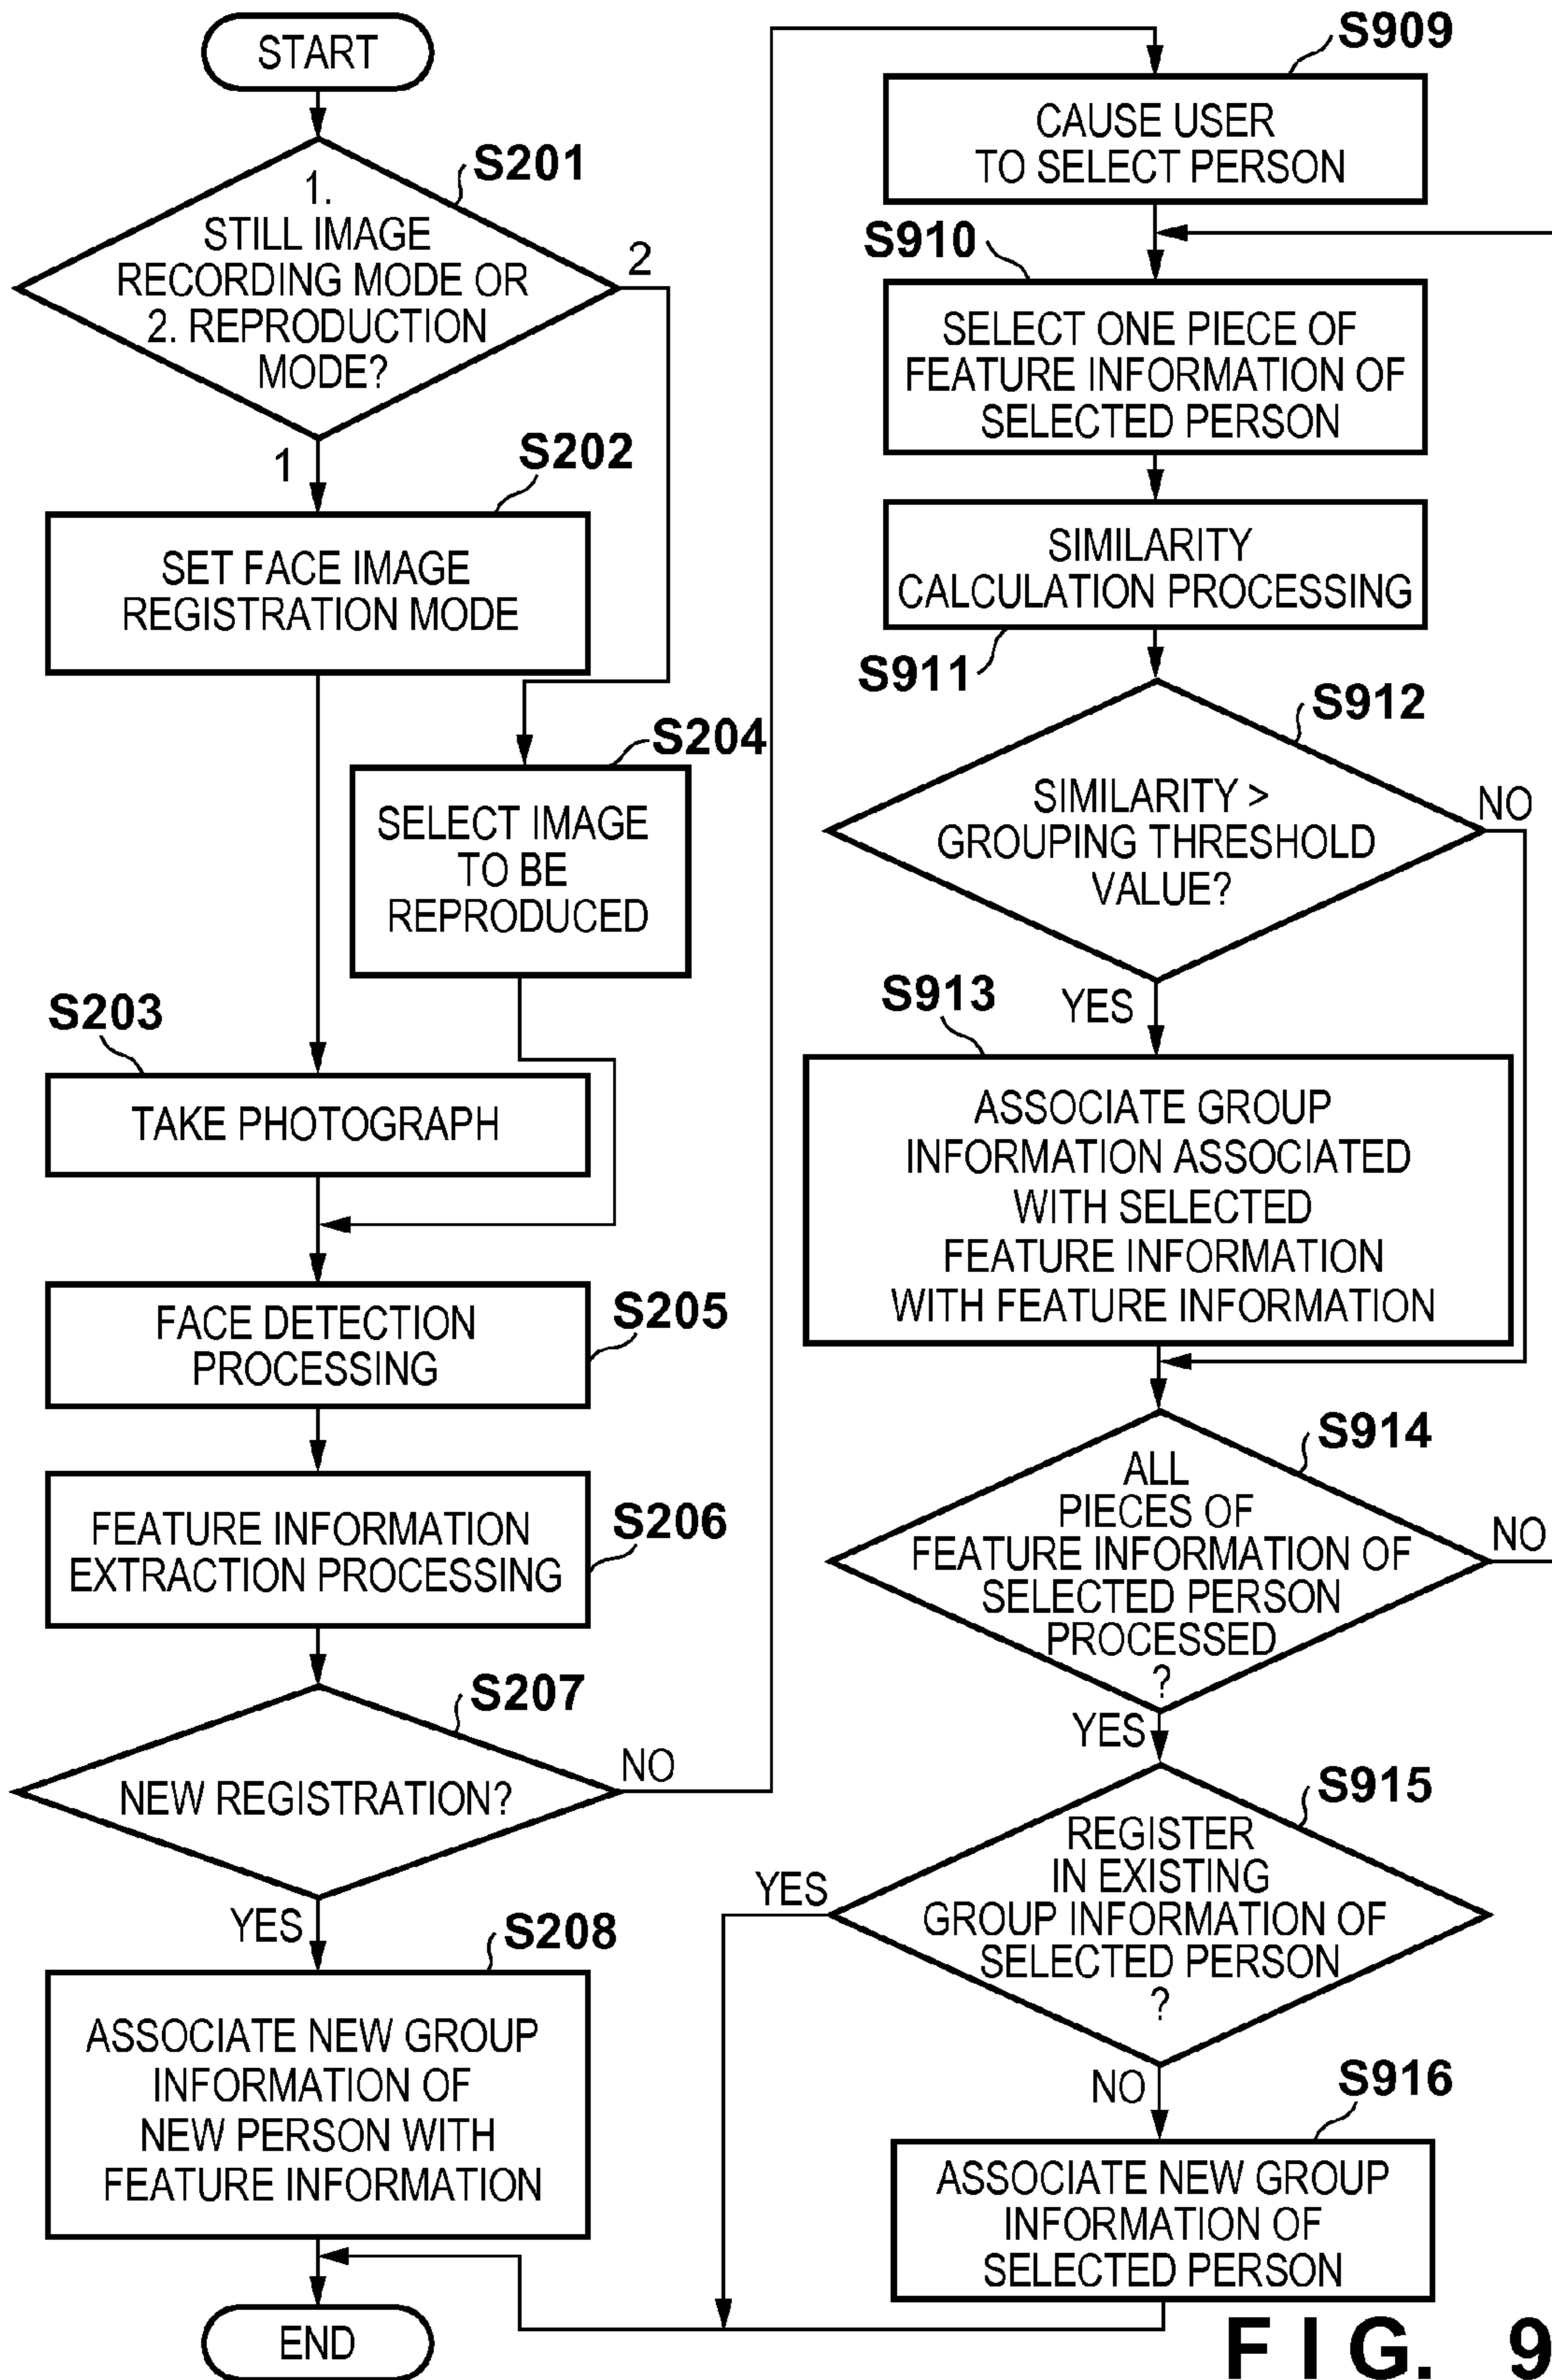 START
S201
1.
STILL IMAGE
RECORDING MODE OR
2. REPRODUCTION
MODE?
2
1
S202
SET FACE IMAGE
REGISTRATION MODE
S204
SELECT IMAGE
TO BE
REPRODUCED
S203
TAKE PHOTOGRAPH
FACE DETECTION
PROCESSING
S205
FEATURE INFORMATION
EXTRACTION PROCESSING
S206
S207
NEW REGISTRATION?
NO
YES
S208
ASSOCIATE NEW GROUP
INFORMATION OF
NEW PERSON WITH
FEATURE INFORMATION
END
S909
CAUSE USER
TO SELECT PERSON
S910
SELECT ONE PIECE OF
FEATURE INFORMATION OF
SELECTED PERSON
SIMILARITY
CALCULATION PROCESSING
S911
S912
SIMILARITY >
GROUPING THRESHOLD
VALUE?
NO
YES
S913
ASSOCIATE GROUP
INFORMATION ASSOCIATED
WITH SELECTED
FEATURE INFORMATION
WITH FEATURE INFORMATION
S914
ALL
PIECES OF
FEATURE INFORMATION OF
SELECTED PERSON
PROCESSED
?
NO
YES
S915
REGISTER
IN EXISTING
GROUP INFORMATION OF
SELECTED PERSON
?
YES
NO
S916
ASSOCIATE NEW GROUP
INFORMATION OF
SELECTED PERSON
FIG. 9